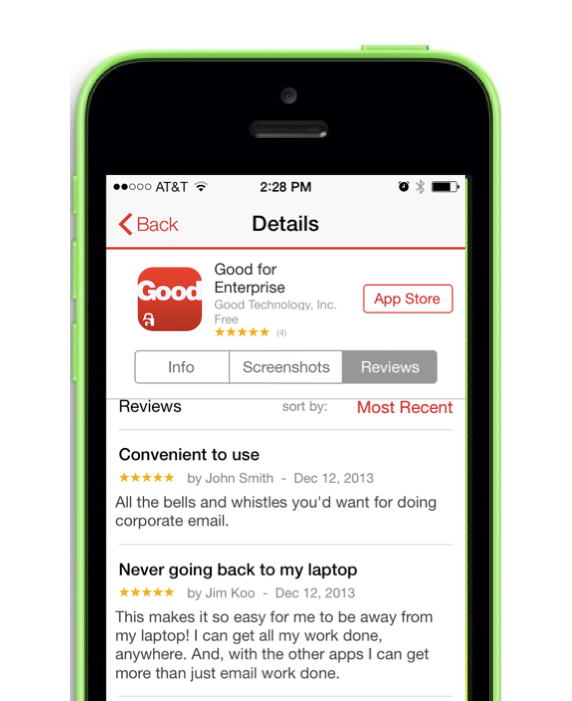 AT&T 2:28 PM
Back Details
Good for
Enterprise
Good Technology, Inc.
Free
(4)
Good
App Store
Info Screenshots Reviews
Reviews sort by: Most Recent
Convenient to use
by John Smith - Dec 12, 2013
All the bells and whistles you'd want for doing
corporate email.
Never going back to my laptop
by Jim Koo - Dec 12, 2013
This makes it so easy for me to be away from
my laptop! I can get all my work done,
anywhere. And, with the other apps I can get
more than just email work done.